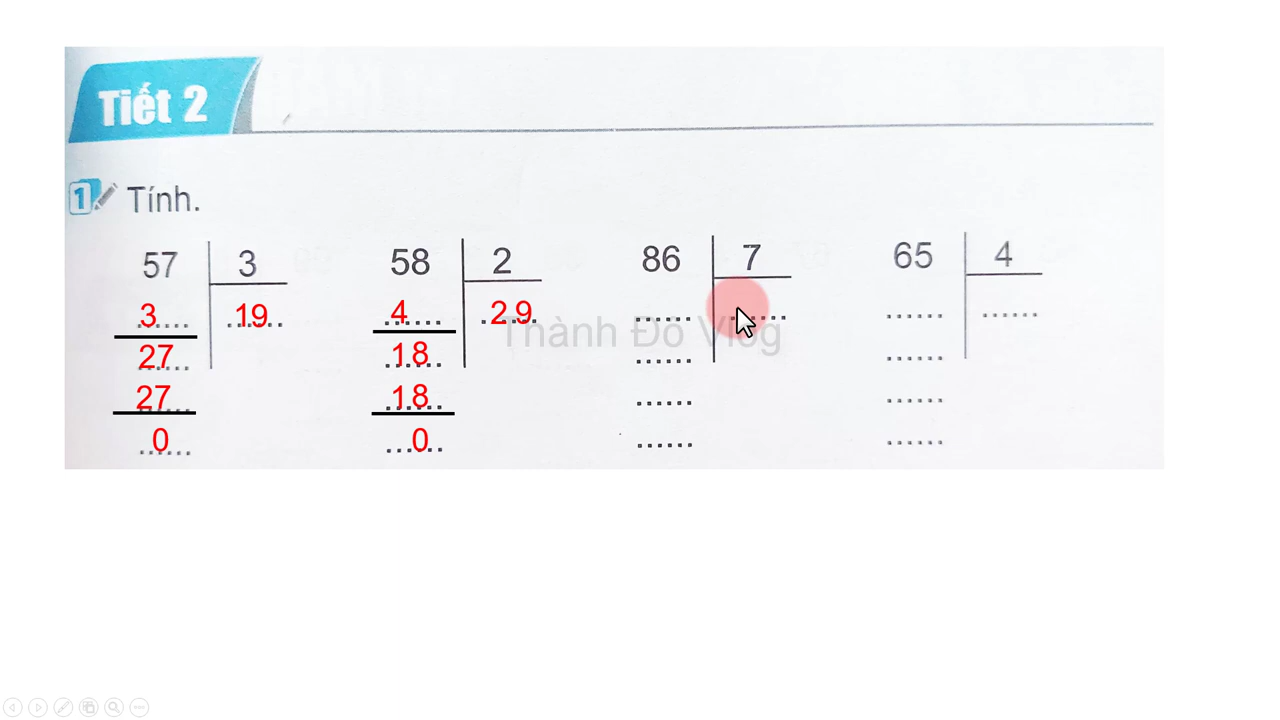 Tiết 2
1 Tính.
57 3 58 2 86 7 65 4
3...... 19 4...... 29 ...... ...... ...... ......
Thành Đô Vlog
27 18 ...... ......
27 18 ...... ......
0 0 ...... ......